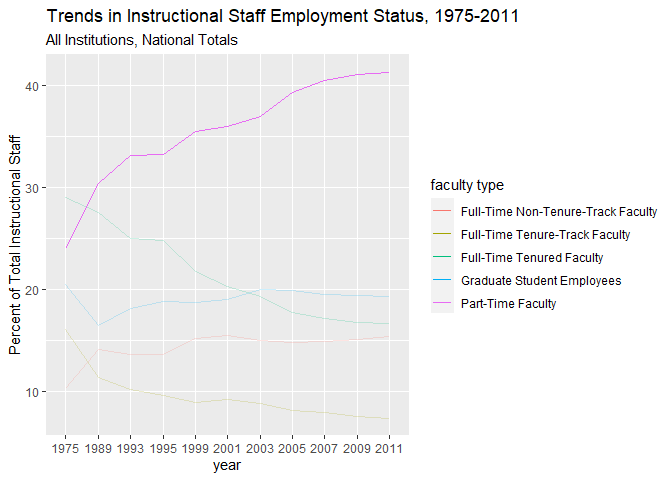 Trends in Instructional Staff Employment Status, 1975-2011
All Institutions, National Totals
Percent of Total Instructional Staff
40
30
20
10
1975 1989 1993 1995 1999 2001 2003 2005 2007 2009 2011
year
faculty type
Full-Time Non-Tenure-Track Faculty
Full-Time Tenure-Track Faculty
Full-Time Tenured Faculty
Graduate Student Employees
Part-Time Faculty